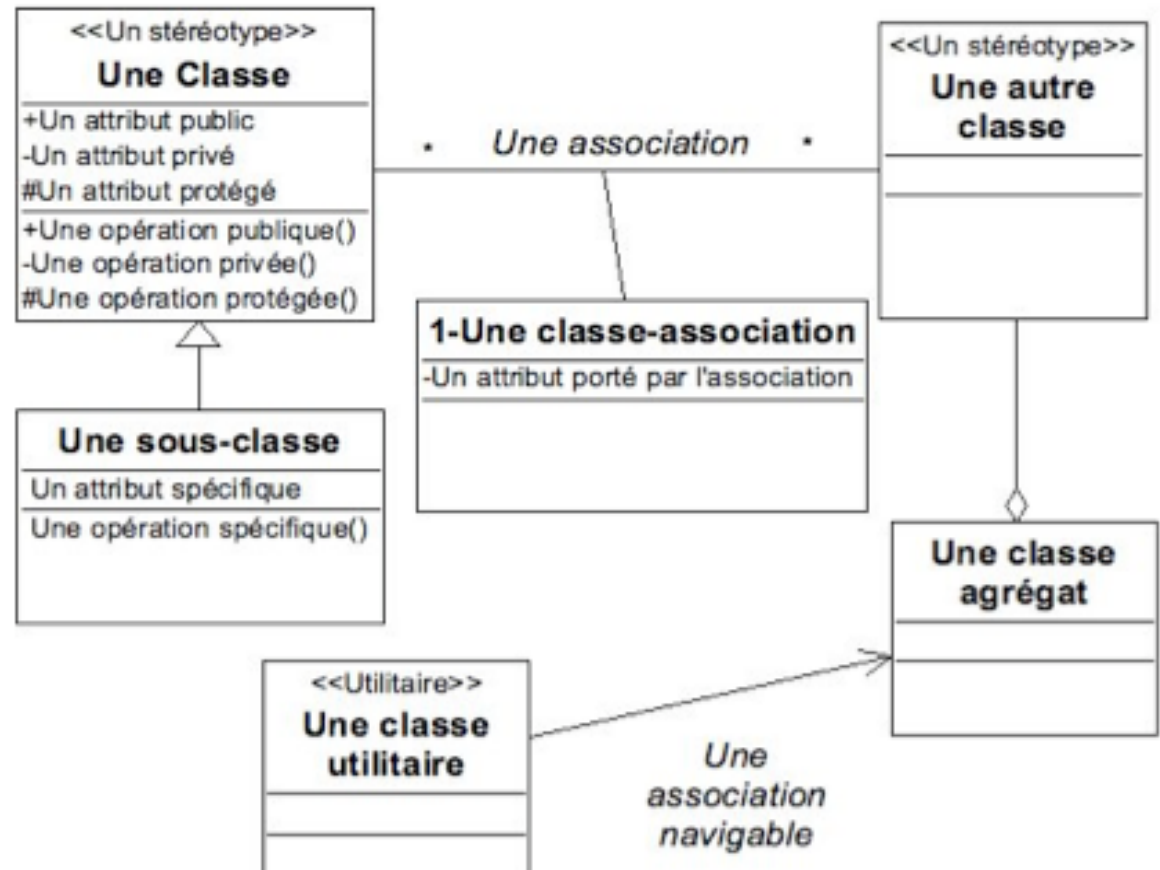 <<Un stéréotype>>
Une Classe
+Un attribut public
-Un attribut privé
#Un attribut protégé
+Une opération publique()
-Une opération privée()
#Une opération protégée()
* Une association *
<<Un stéréotype>>
Une autre
classe
1-Une classe-association
-Un attribut porté par l'association
Une sous-classe
Un attribut spécifique
Une opération spécifique()
Une classe
agrégat
<<Utilitaire>>
Une classe
utilitaire
Une
association
navigable